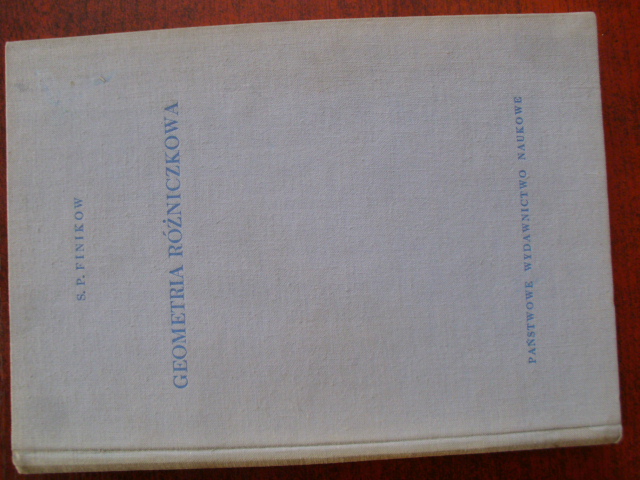 S. P. FINIKOW
GEOMETRIA RÓŻNICZKOWA
PAŃSTWOWE WYDAWNICTWO NAUKOWE